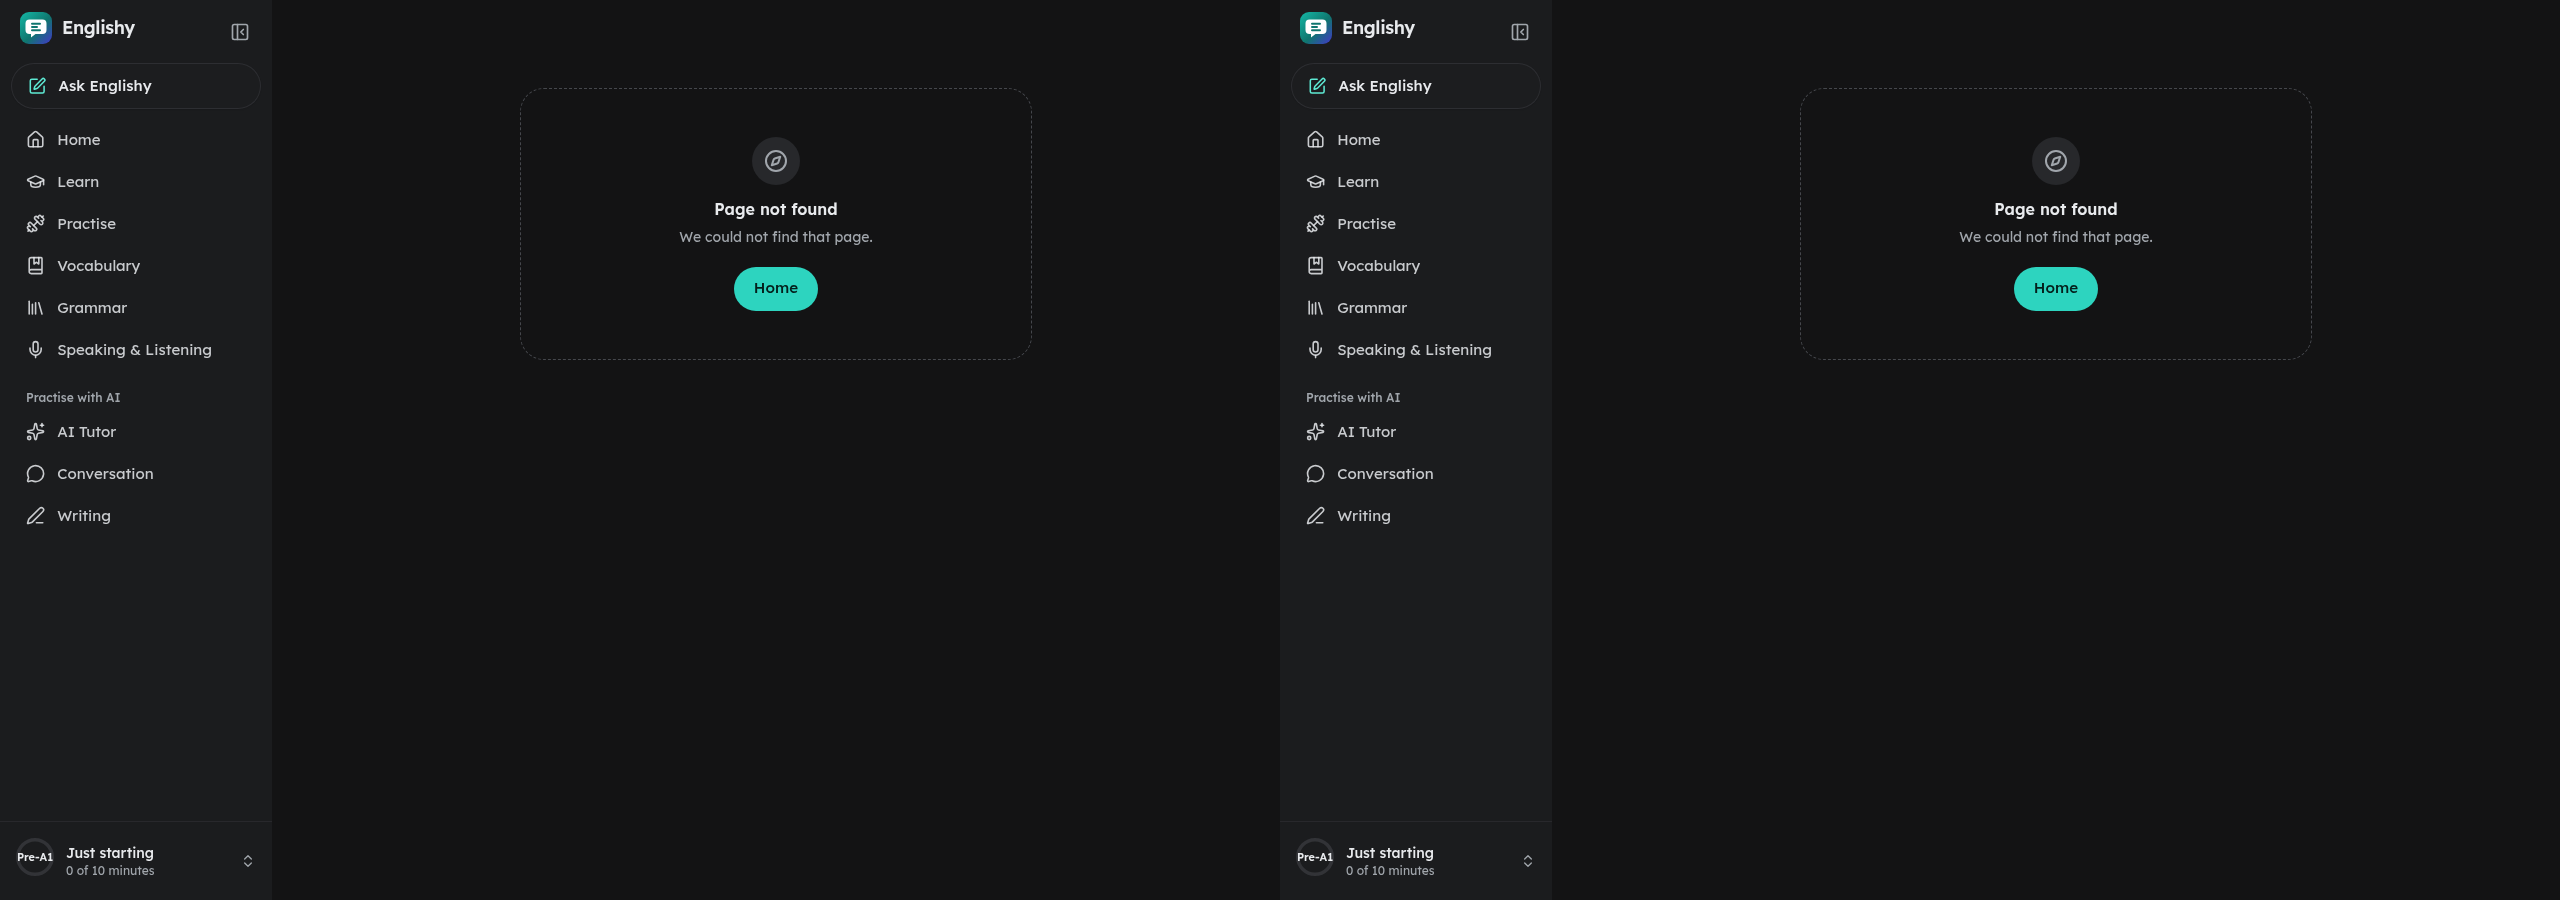 Englishy
Ask Englishy
Home
Learn
Practise
Vocabulary
Grammar
Speaking & Listening
Practise with AI
AI Tutor
Conversation
Writing
Pre-A1
Just starting
0 of 10 minutes
Page not found
We could not find that page.
Home
Englishy
Ask Englishy
Home
Learn
Practise
Vocabulary
Grammar
Speaking & Listening
Practise with AI
AI Tutor
Conversation
Writing
Pre-A1
Just starting
0 of 10 minutes
Page not found
We could not find that page.
Home